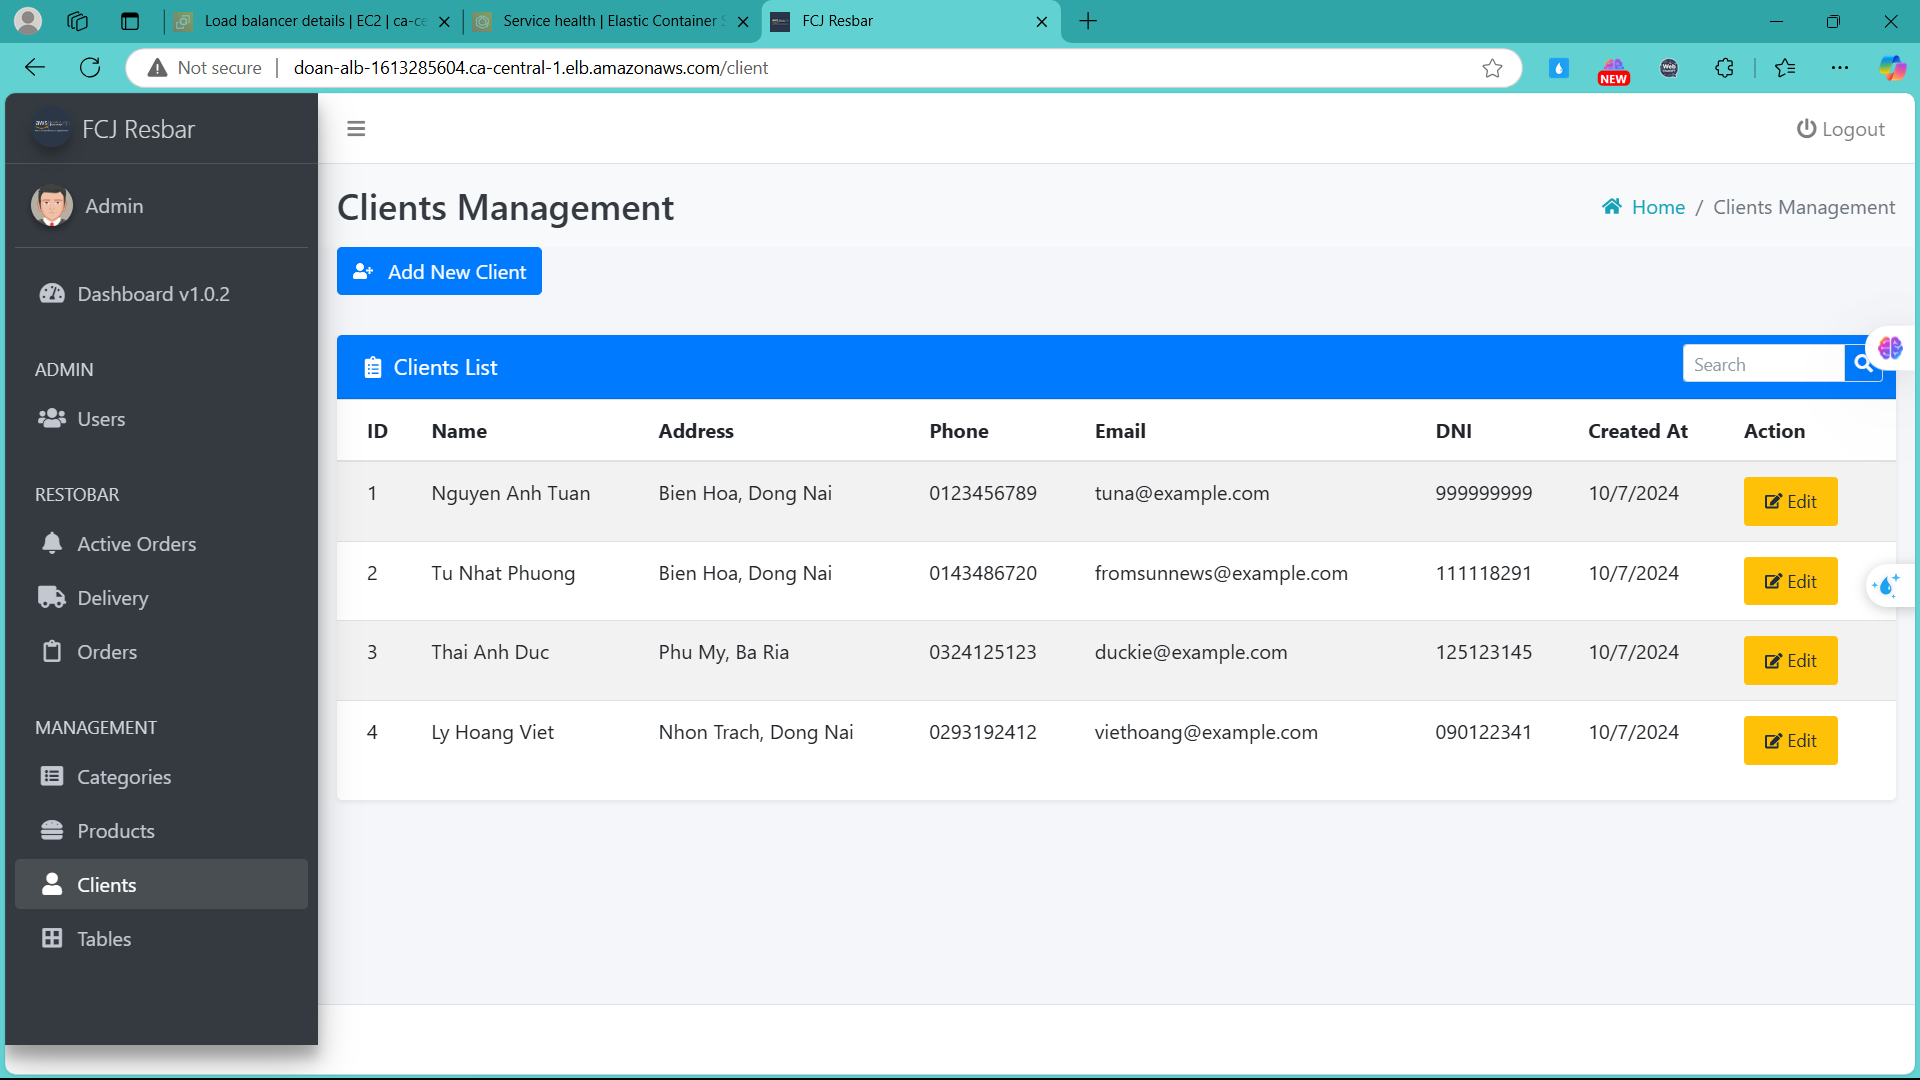 Load balancer details | EC2 | ca-ce
Service health | Elastic Container S
FCJ Resbar
Not secure
doan-alb-1613285604.ca-central-1.elb.amazonaws.com/client
NEW
FCJ Resbar
Logout
Admin
Clients Management
Home / Clients Management
Add New Client
Dashboard v1.0.2
ADMIN
Users
RESTOBAR
Active Orders
Delivery
Orders
MANAGEMENT
Categories
Products
Clients
Tables
Clients List
Search
ID Name Address Phone Email DNI Created At Action
1 Nguyen Anh Tuan Bien Hoa, Dong Nai 0123456789 tuna@example.com 999999999 10/7/2024 Edit
2 Tu Nhat Phuong Bien Hoa, Dong Nai 0143486720 fromsunnews@example.com 111118291 10/7/2024 Edit
3 Thai Anh Duc Phu My, Ba Ria 0324125123 duckie@example.com 125123145 10/7/2024 Edit
4 Ly Hoang Viet Nhon Trach, Dong Nai 0293192412 viethoang@example.com 090122341 10/7/2024 Edit